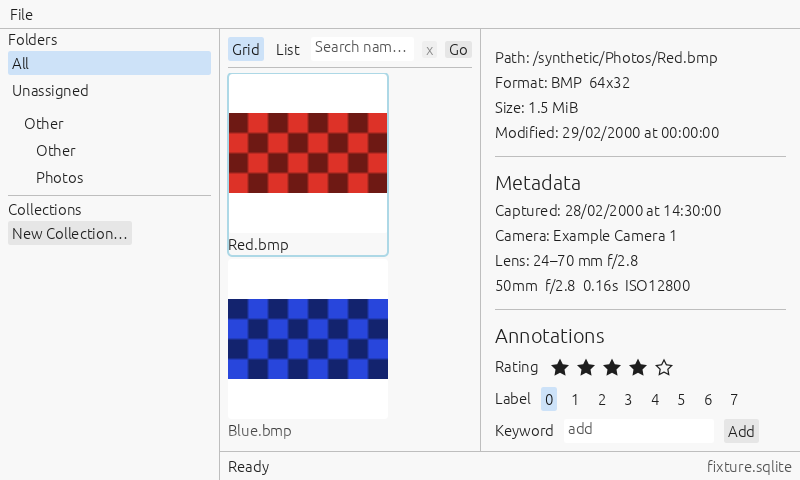 File
Folders
All
Unassigned
Other
Other
Photos
Collections
New Collection...
Grid List Search nam... x Go
Red.bmp
Blue.bmp
Path: /synthetic/Photos/Red.bmp
Format: BMP 64x32
Size: 1.5 MiB
Modified: 29/02/2000 at 00:00:00
Metadata
Captured: 28/02/2000 at 14:30:00
Camera: Example Camera 1
Lens: 24–70 mm f/2.8
50mm f/2.8 0.16s ISO12800
Annotations
Rating
Label 0 1 2 3 4 5 6 7
Keyword add Add
Ready fixture.sqlite